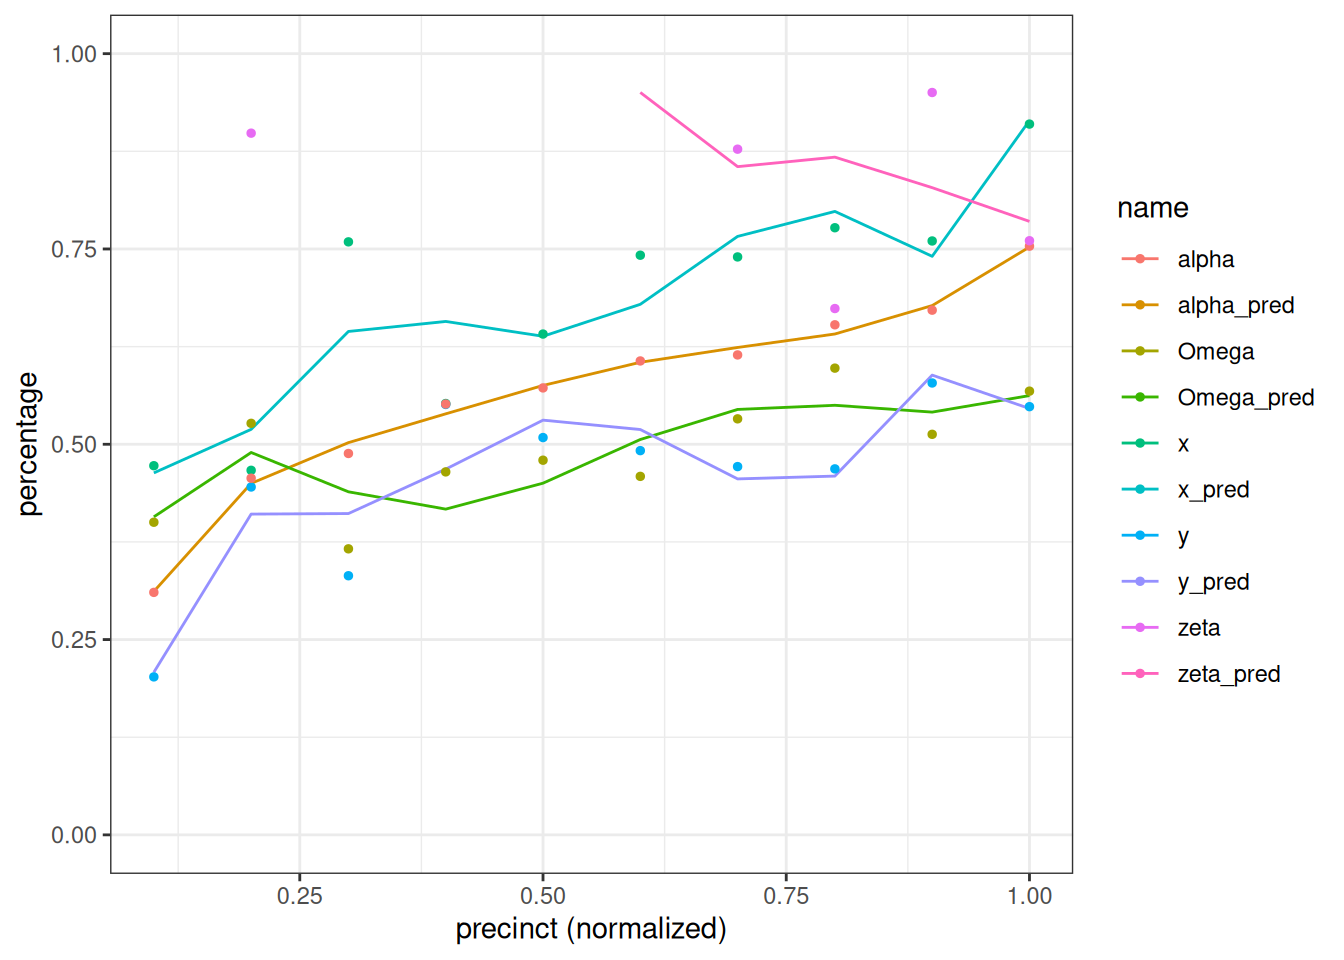 1.00
0.75
0.50
0.25
0.00
percentage
0.25 0.50 0.75 1.00
precinct (normalized)
name
alpha
alpha_pred
Omega
Omega_pred
x
x_pred
y
y_pred
zeta
zeta_pred